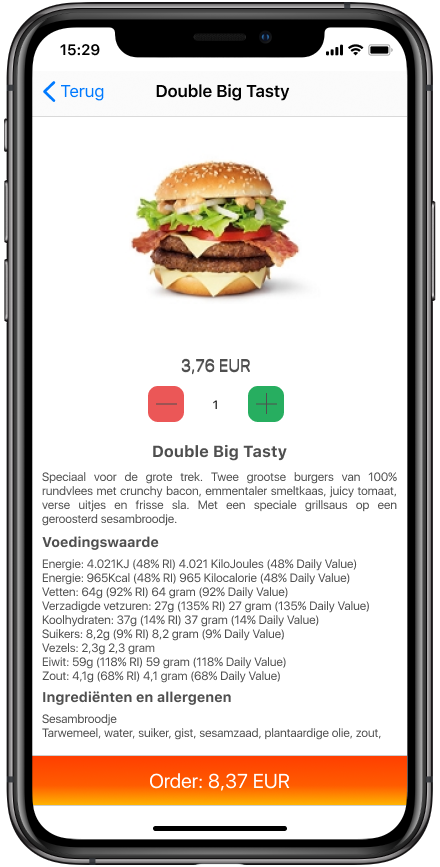 15:29
Terug
Double Big Tasty
3,76 EUR
1
Double Big Tasty
Speciaal voor de grote trek. Twee grootse burgers van 100%
rundvlees met crunchy bacon, emmentaler smeltkaas, juicy tomaat,
verse uitjes en frisse sla. Met een speciale grillsaus op een
geroosterd sesambroodje.
Voedingswaarde
Energie: 4.021KJ (48% RI) 4.021 KiloJoules (48% Daily Value)
Energie: 965Kcal (48% RI) 965 Kilocalorie (48% Daily Value)
Vetten: 64g (92% RI) 64 gram (92% Daily Value)
Verzadigde vetzuren: 27g (135% RI) 27 gram (135% Daily Value)
Koolhydraten: 37g (14% RI) 37 gram (14% Daily Value)
Suikers: 8,2g (9% RI) 8,2 gram (9% Daily Value)
Vezels: 2,3g 2,3 gram
Eiwit: 59g (118% RI) 59 gram (118% Daily Value)
Zout: 4,1g (68% RI) 4,1 gram (68% Daily Value)
Ingrediënten en allergenen
Sesambroodje
Tarwemeel, water, suiker, gist, sesamzaad, plantaardige olie, zout,
Order: 8,37 EUR